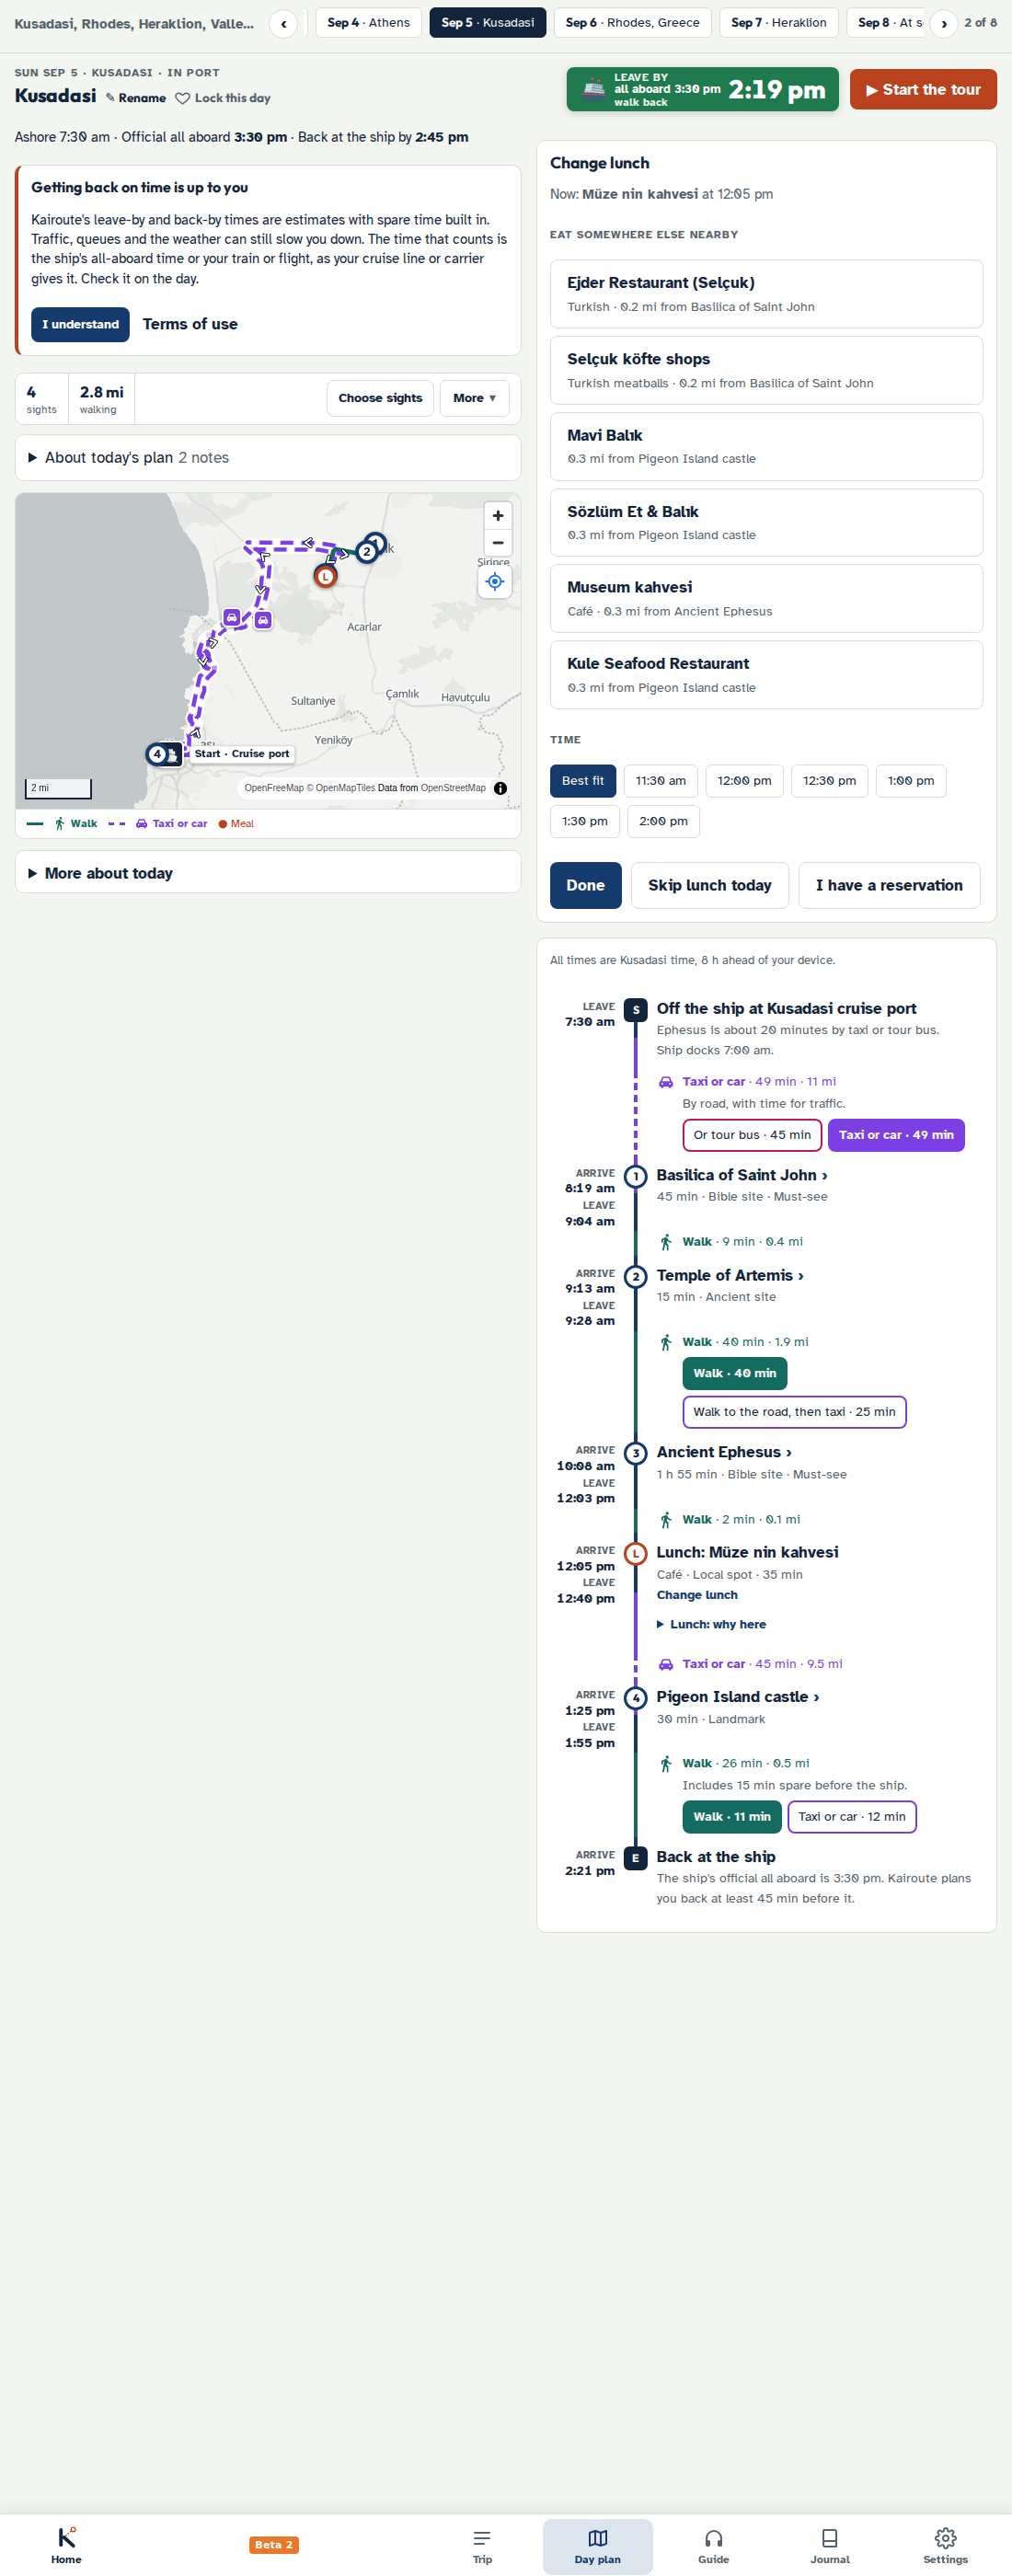 Kusadasi, Rhodes, Heraklion, Valle...
‹
Sep 4 · Athens
Sep 5 · Kusadasi
Sep 6 · Rhodes, Greece
Sep 7 · Heraklion
Sep 8 · At s
›
2 of 8
SUN SEP 5 · KUSADASI · IN PORT
Kusadasi ✎ Rename ♡ Lock this day
LEAVE BY
all aboard 3:30 pm
walk back
2:19 pm
▶ Start the tour
Ashore 7:30 am · Official all aboard 3:30 pm · Back at the ship by 2:45 pm
Getting back on time is up to you
Kairoute's leave-by and back-by times are estimates with spare time built in.
Traffic, queues and the weather can still slow you down. The time that counts is
the ship's all-aboard time or your train or flight, as your cruise line or carrier
gives it. Check it on the day.
I understand
Terms of use
4
sights
2.8 mi
walking
Choose sights
More ▼
▶ About today's plan 2 notes
+
−
2
k
Şirince
L
Acarlar
Sultaniye
Çamlık
Havutçulu
Yeniköy
4
ası
Start · Cruise port
2 mi
OpenFreeMap © OpenMapTiles Data from OpenStreetMap
Walk
Taxi or car
Meal
▶ More about today
Change lunch
Now: Müze nin kahvesi at 12:05 pm
EAT SOMEWHERE ELSE NEARBY
Ejder Restaurant (Selçuk)
Turkish · 0.2 mi from Basilica of Saint John
Selçuk köfte shops
Turkish meatballs · 0.2 mi from Basilica of Saint John
Mavi Balık
0.3 mi from Pigeon Island castle
Sözlüm Et & Balık
0.3 mi from Pigeon Island castle
Museum kahvesi
Café · 0.3 mi from Ancient Ephesus
Kule Seafood Restaurant
0.3 mi from Pigeon Island castle
TIME
Best fit
11:30 am
12:00 pm
12:30 pm
1:00 pm
1:30 pm
2:00 pm
Done
Skip lunch today
I have a reservation
All times are Kusadasi time, 8 h ahead of your device.
LEAVE
7:30 am
S
Off the ship at Kusadasi cruise port
Ephesus is about 20 minutes by taxi or tour bus.
Ship docks 7:00 am.
Taxi or car · 49 min · 11 mi
By road, with time for traffic.
Or tour bus · 45 min
Taxi or car · 49 min
ARRIVE
8:19 am
LEAVE
9:04 am
1
Basilica of Saint John ›
45 min · Bible site · Must-see
Walk · 9 min · 0.4 mi
ARRIVE
9:13 am
LEAVE
9:28 am
2
Temple of Artemis ›
15 min · Ancient site
Walk · 40 min · 1.9 mi
Walk · 40 min
Walk to the road, then taxi · 25 min
ARRIVE
10:08 am
LEAVE
12:03 pm
3
Ancient Ephesus ›
1 h 55 min · Bible site · Must-see
Walk · 2 min · 0.1 mi
ARRIVE
12:05 pm
LEAVE
12:40 pm
L
Lunch: Müze nin kahvesi
Café · Local spot · 35 min
Change lunch
▶ Lunch: why here
Taxi or car · 45 min · 9.5 mi
ARRIVE
1:25 pm
LEAVE
1:55 pm
4
Pigeon Island castle ›
30 min · Landmark
Walk · 26 min · 0.5 mi
Includes 15 min spare before the ship.
Walk · 11 min
Taxi or car · 12 min
ARRIVE
2:21 pm
E
Back at the ship
The ship's official all aboard is 3:30 pm. Kairoute plans
you back at least 45 min before it.
Home
Beta 2
Trip
Day plan
Guide
Journal
Settings